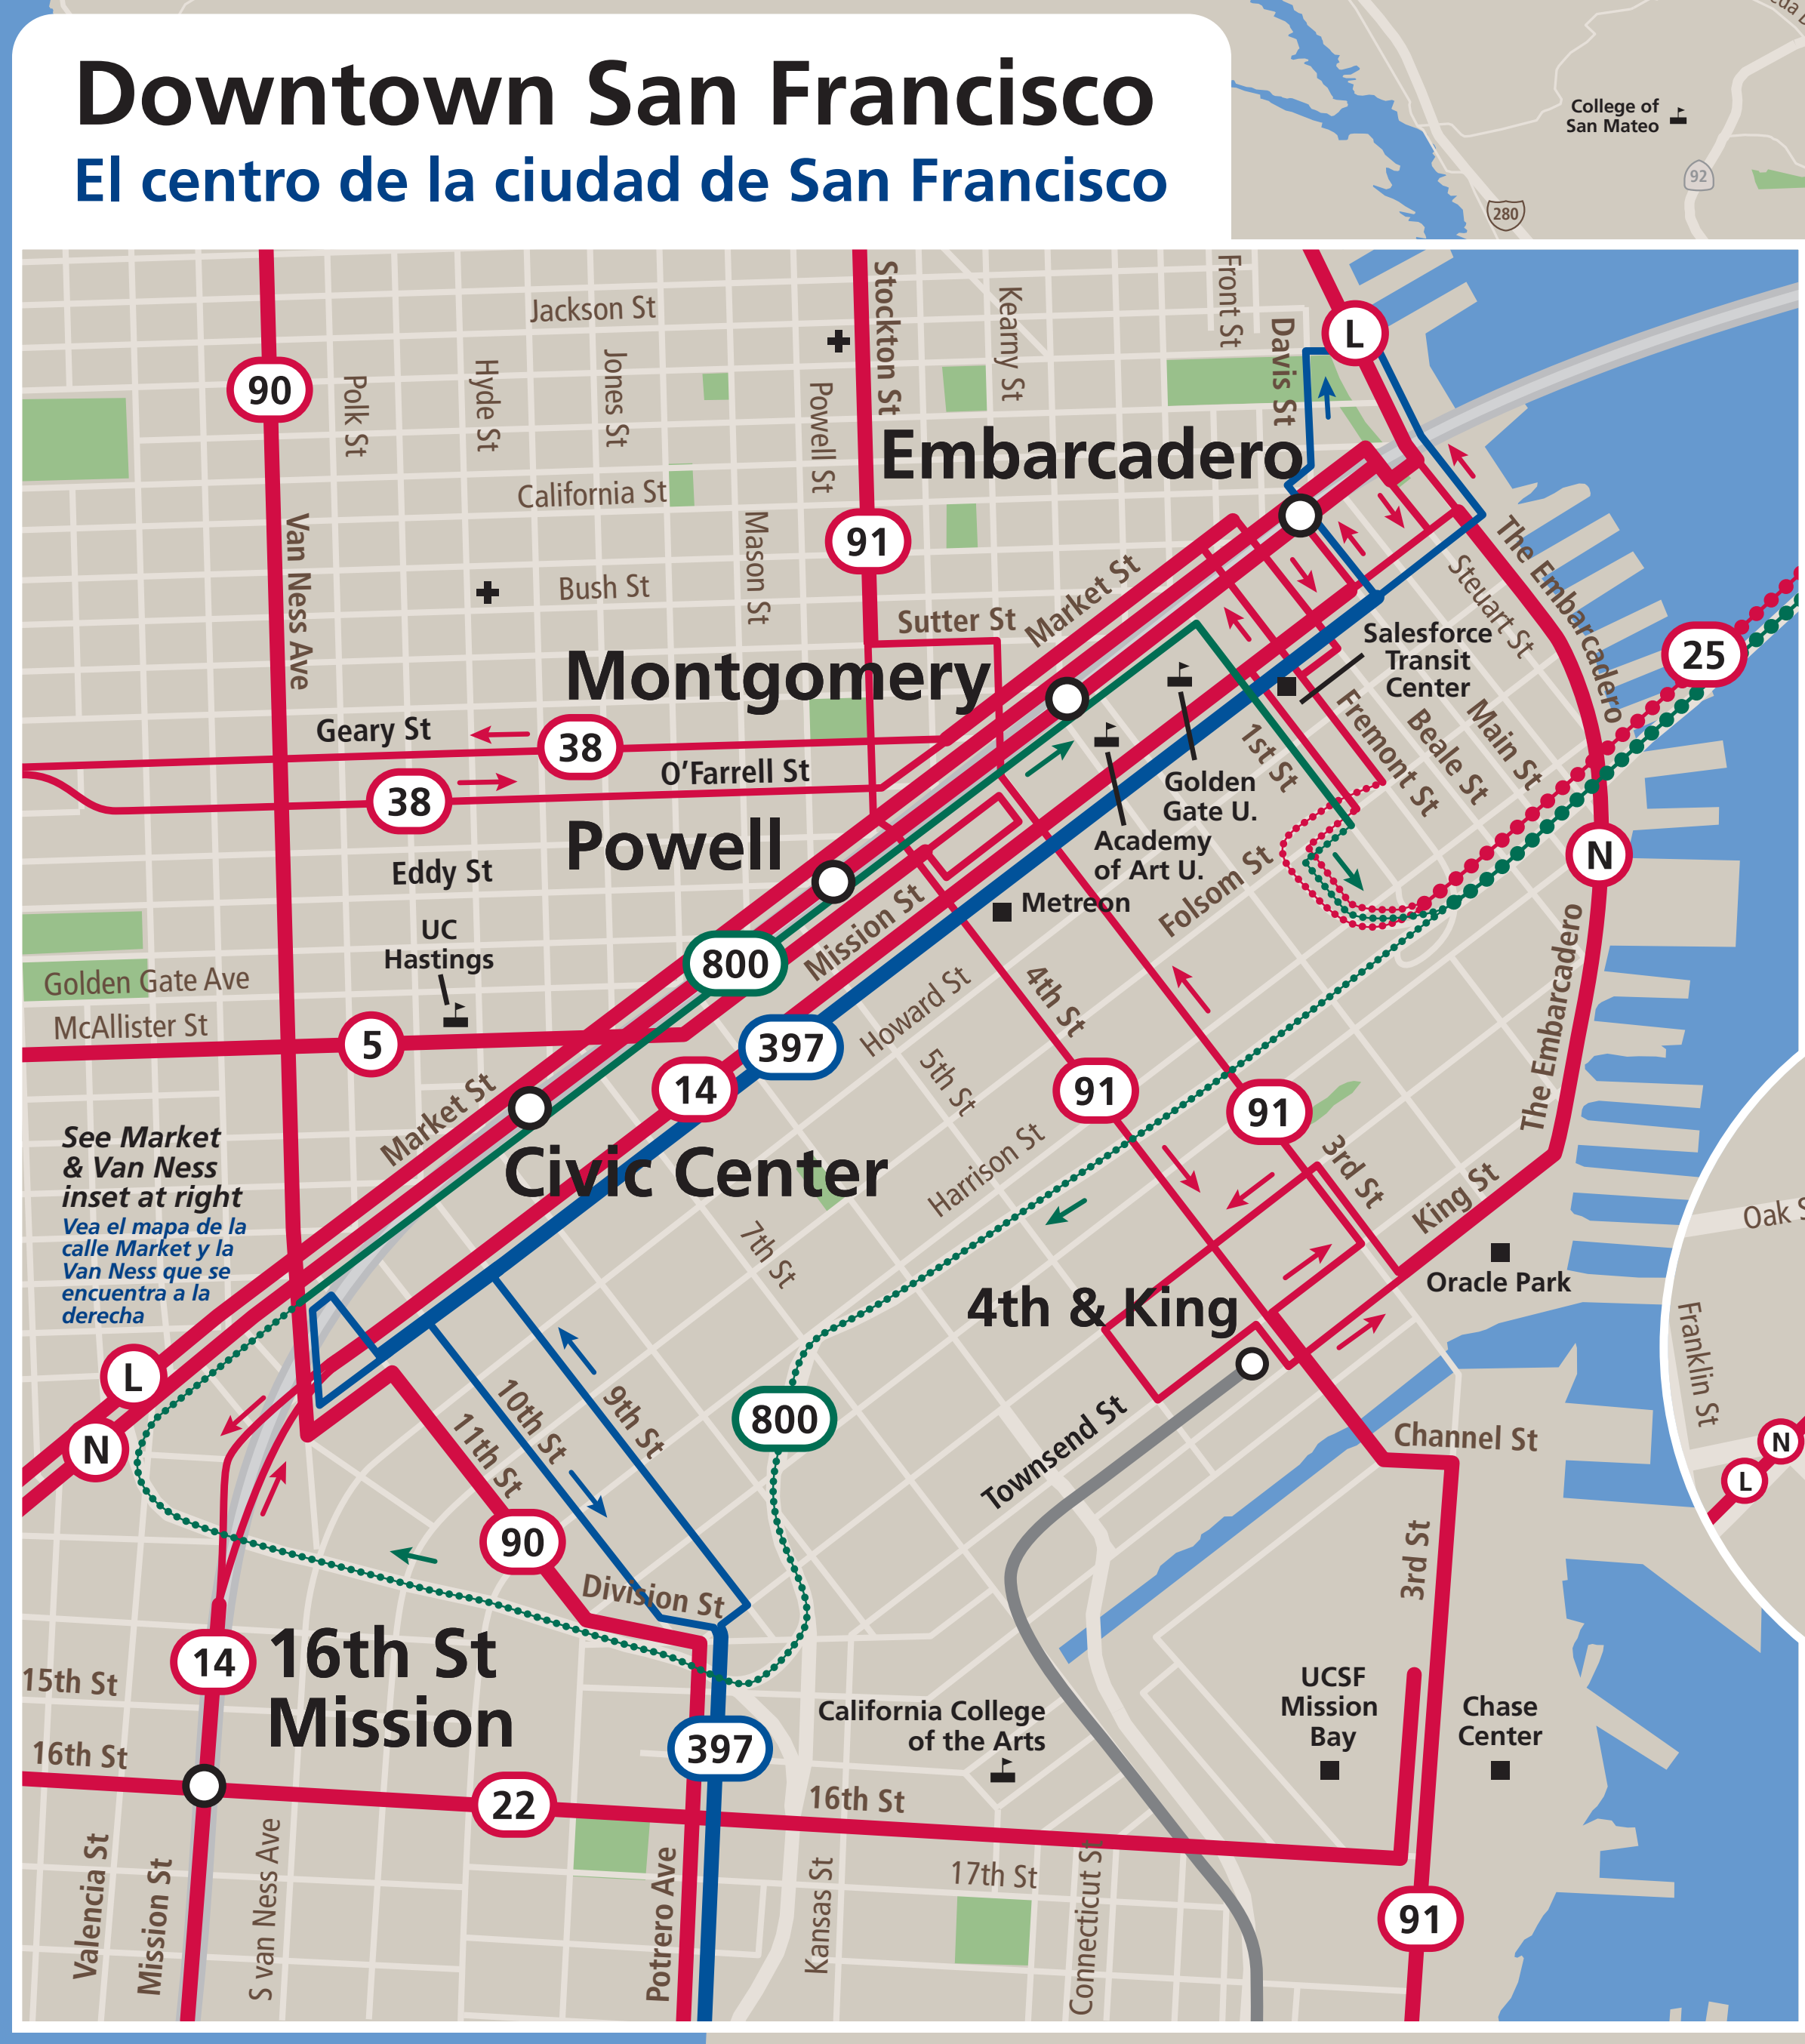 Downtown San Francisco
El centro de la ciudad de San Francisco
College of
San Mateo
92
280
Jackson St
Stockton St
Kearny St
Front St
Davis St
L
90
Polk St
Hyde St
Jones St
Powell St
Embarcadero
California St
Van Ness Ave
Mason St
91
Bush St
Sutter St
Market St
The Embarcadero
Steuart St
Salesforce
Transit
Center
25
Montgomery
Geary St
38
O'Farrell St
38
1st St
Fremont St
Beale St
Main St
Golden
Gate U.
Academy
of Art U.
Powell
Eddy St
Metreon
Folsom St
N
UC
Hastings
Mission St
800
Golden Gate Ave
McAllister St
5
Howard St
4th St
The Embarcadero
397
14
5th St
91
91
Market St
See Market
& Van Ness
inset at right
Vea el mapa de la
calle Market y la
Van Ness que se
encuentra a la
derecha
Civic Center
Harrison St
3rd St
King St
7th St
Oak S
Oracle Park
4th & King
Franklin St
L
N
10th St
11th St
9th St
800
Townsend St
Channel St
N
L
90
Division St
3rd St
14
16th St
Mission
15th St
16th St
California College
of the Arts
UCSF
Mission
Bay
Chase
Center
397
22
16th St
17th St
Valencia St
Mission St
S van Ness Ave
Potrero Ave
Kansas St
Connecticut St
91